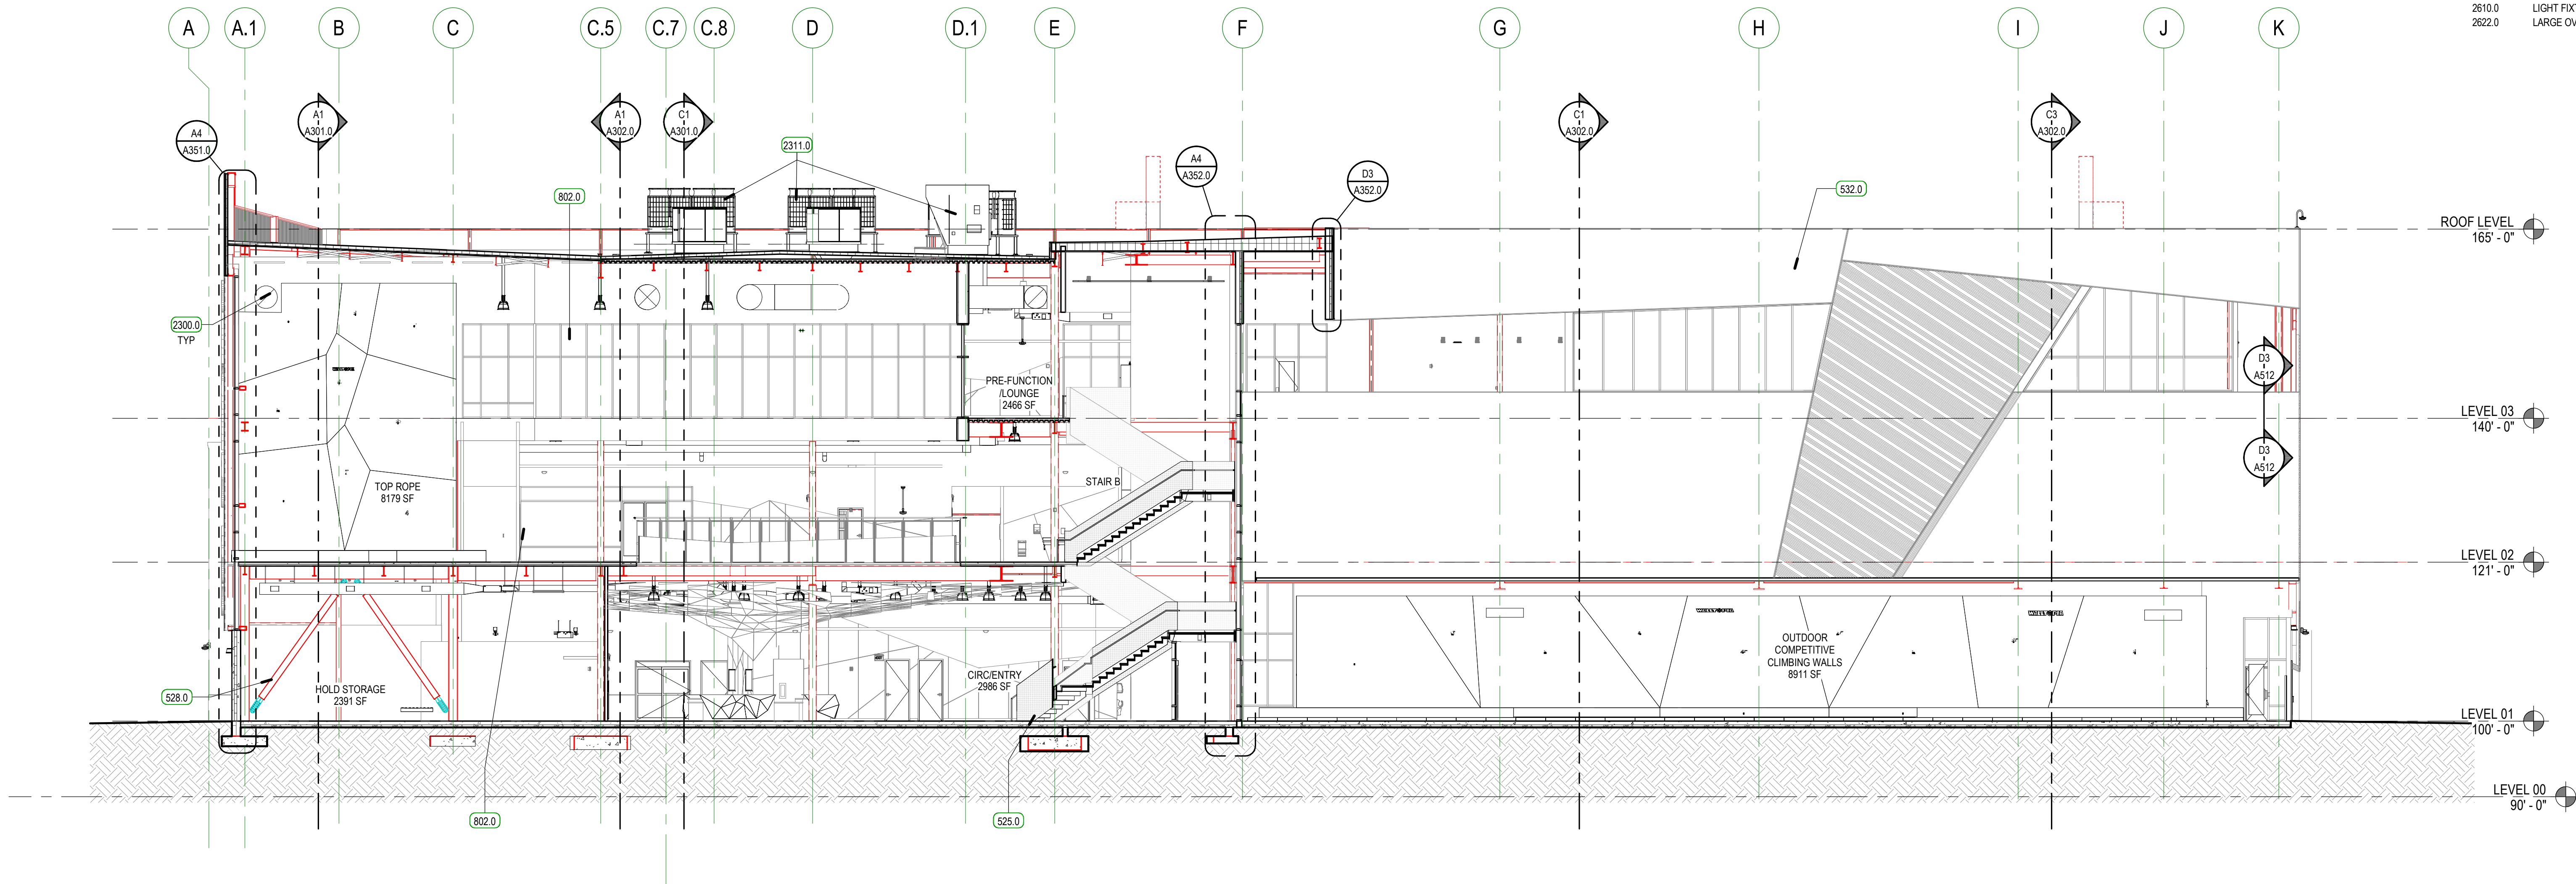 2610.0 LIGHT FIXT
2622.0 LARGE OV
A
A.1
B
C
C.5
C.7
C.8
D
D.1
E
F
G
H
I
J
K
A1
A301.0
A1
A302.0
C1
A301.0
C1
A302.0
C3
A302.0
A4
A351.0
2311.0
A4
A352.0
D3
A352.0
802.0
532.0
ROOF LEVEL
165' - 0"
2300.0
TYP
D3
A512
PRE-FUNCTION
/LOUNGE
2466 SF
LEVEL 03
140' - 0"
D3
A512
TOP ROPE
8179 SF
STAIR B
LEVEL 02
121' - 0"
OUTDOOR
COMPETITIVE
CLIMBING WALLS
8911 SF
CIRC/ENTRY
2986 SF
528.0
HOLD STORAGE
2391 SF
LEVEL 01
100' - 0"
LEVEL 00
90' - 0"
802.0
525.0